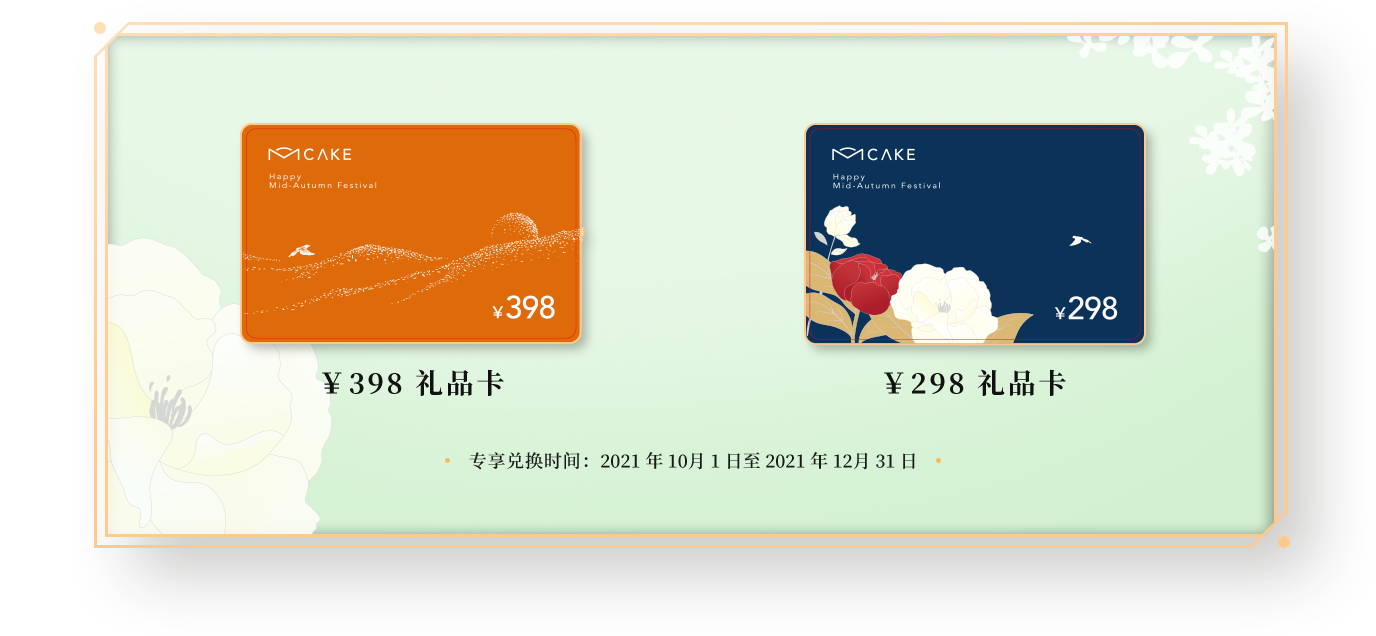 MCAKE
Happy
Mid-Autumn Festival
¥398
MCAKE
Happy
Mid-Autumn Festival
¥298
¥398 礼品卡
¥298 礼品卡
• 专享兑换时间：2021 年 10月 1 日至 2021 年 12月 31 日 •